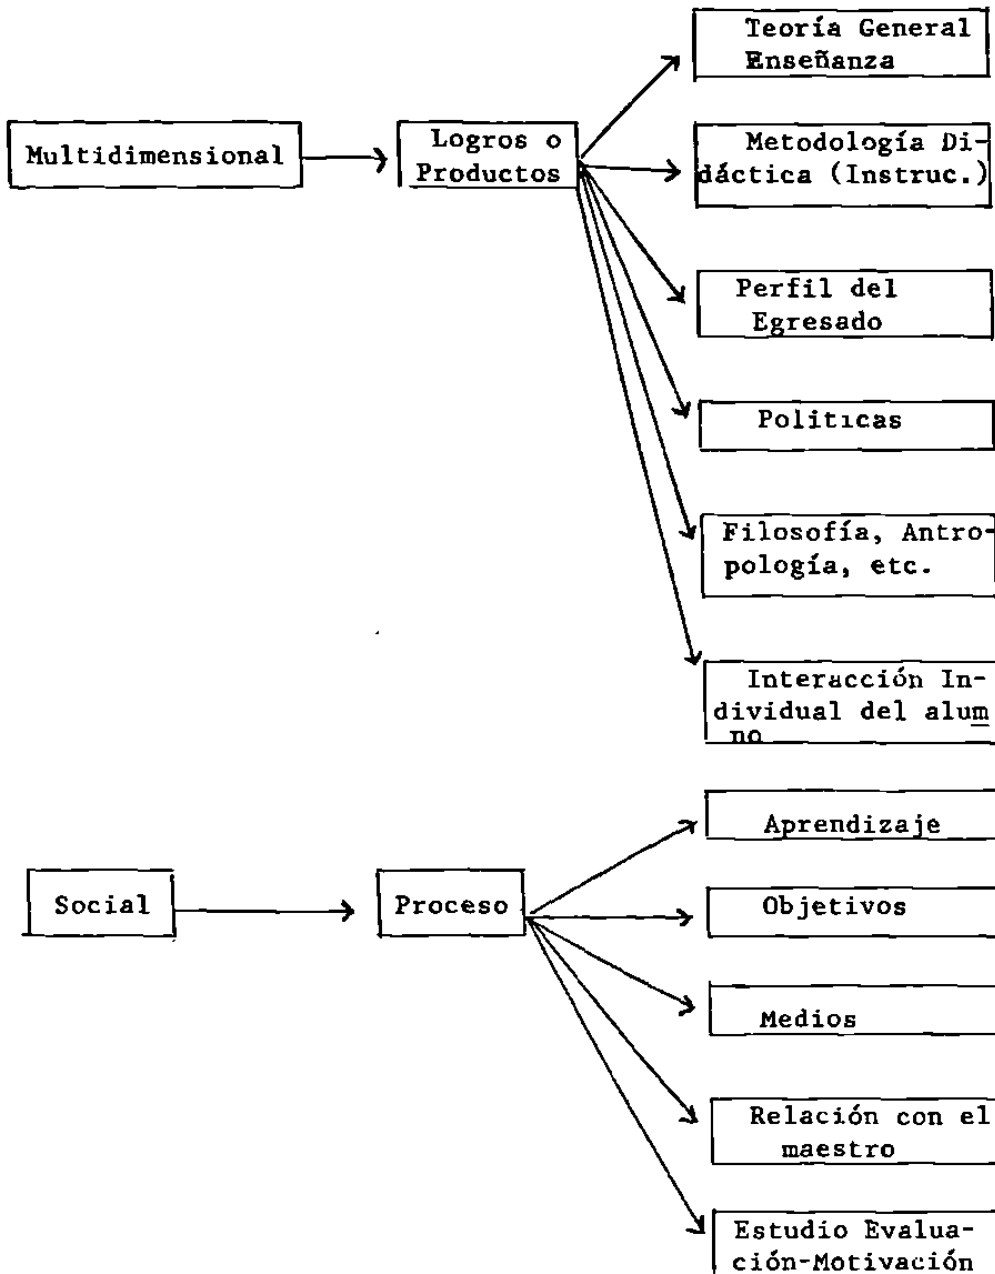 Teoría General
Enseñanza
Multidimensional
Logros o
Productos
Metodología Di-
dáctica (Instruc.)
Perfil del
Egresado
Politicas
Filosofía, Antro-
pología, etc.
Interacción In-
dividual del alum
no
Aprendizaje
Social
Proceso
Objetivos
Medios
Relación con el
maestro
Estudio Evalua-
ción-Motivación